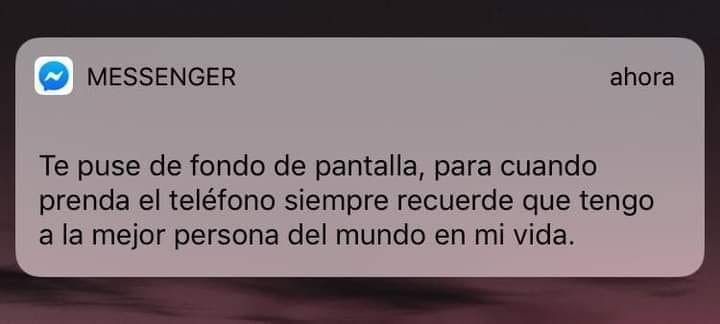 MESSENGER ahora
Te puse de fondo de pantalla, para cuando
prenda el teléfono siempre recuerde que tengo
a la mejor persona del mundo en mi vida.